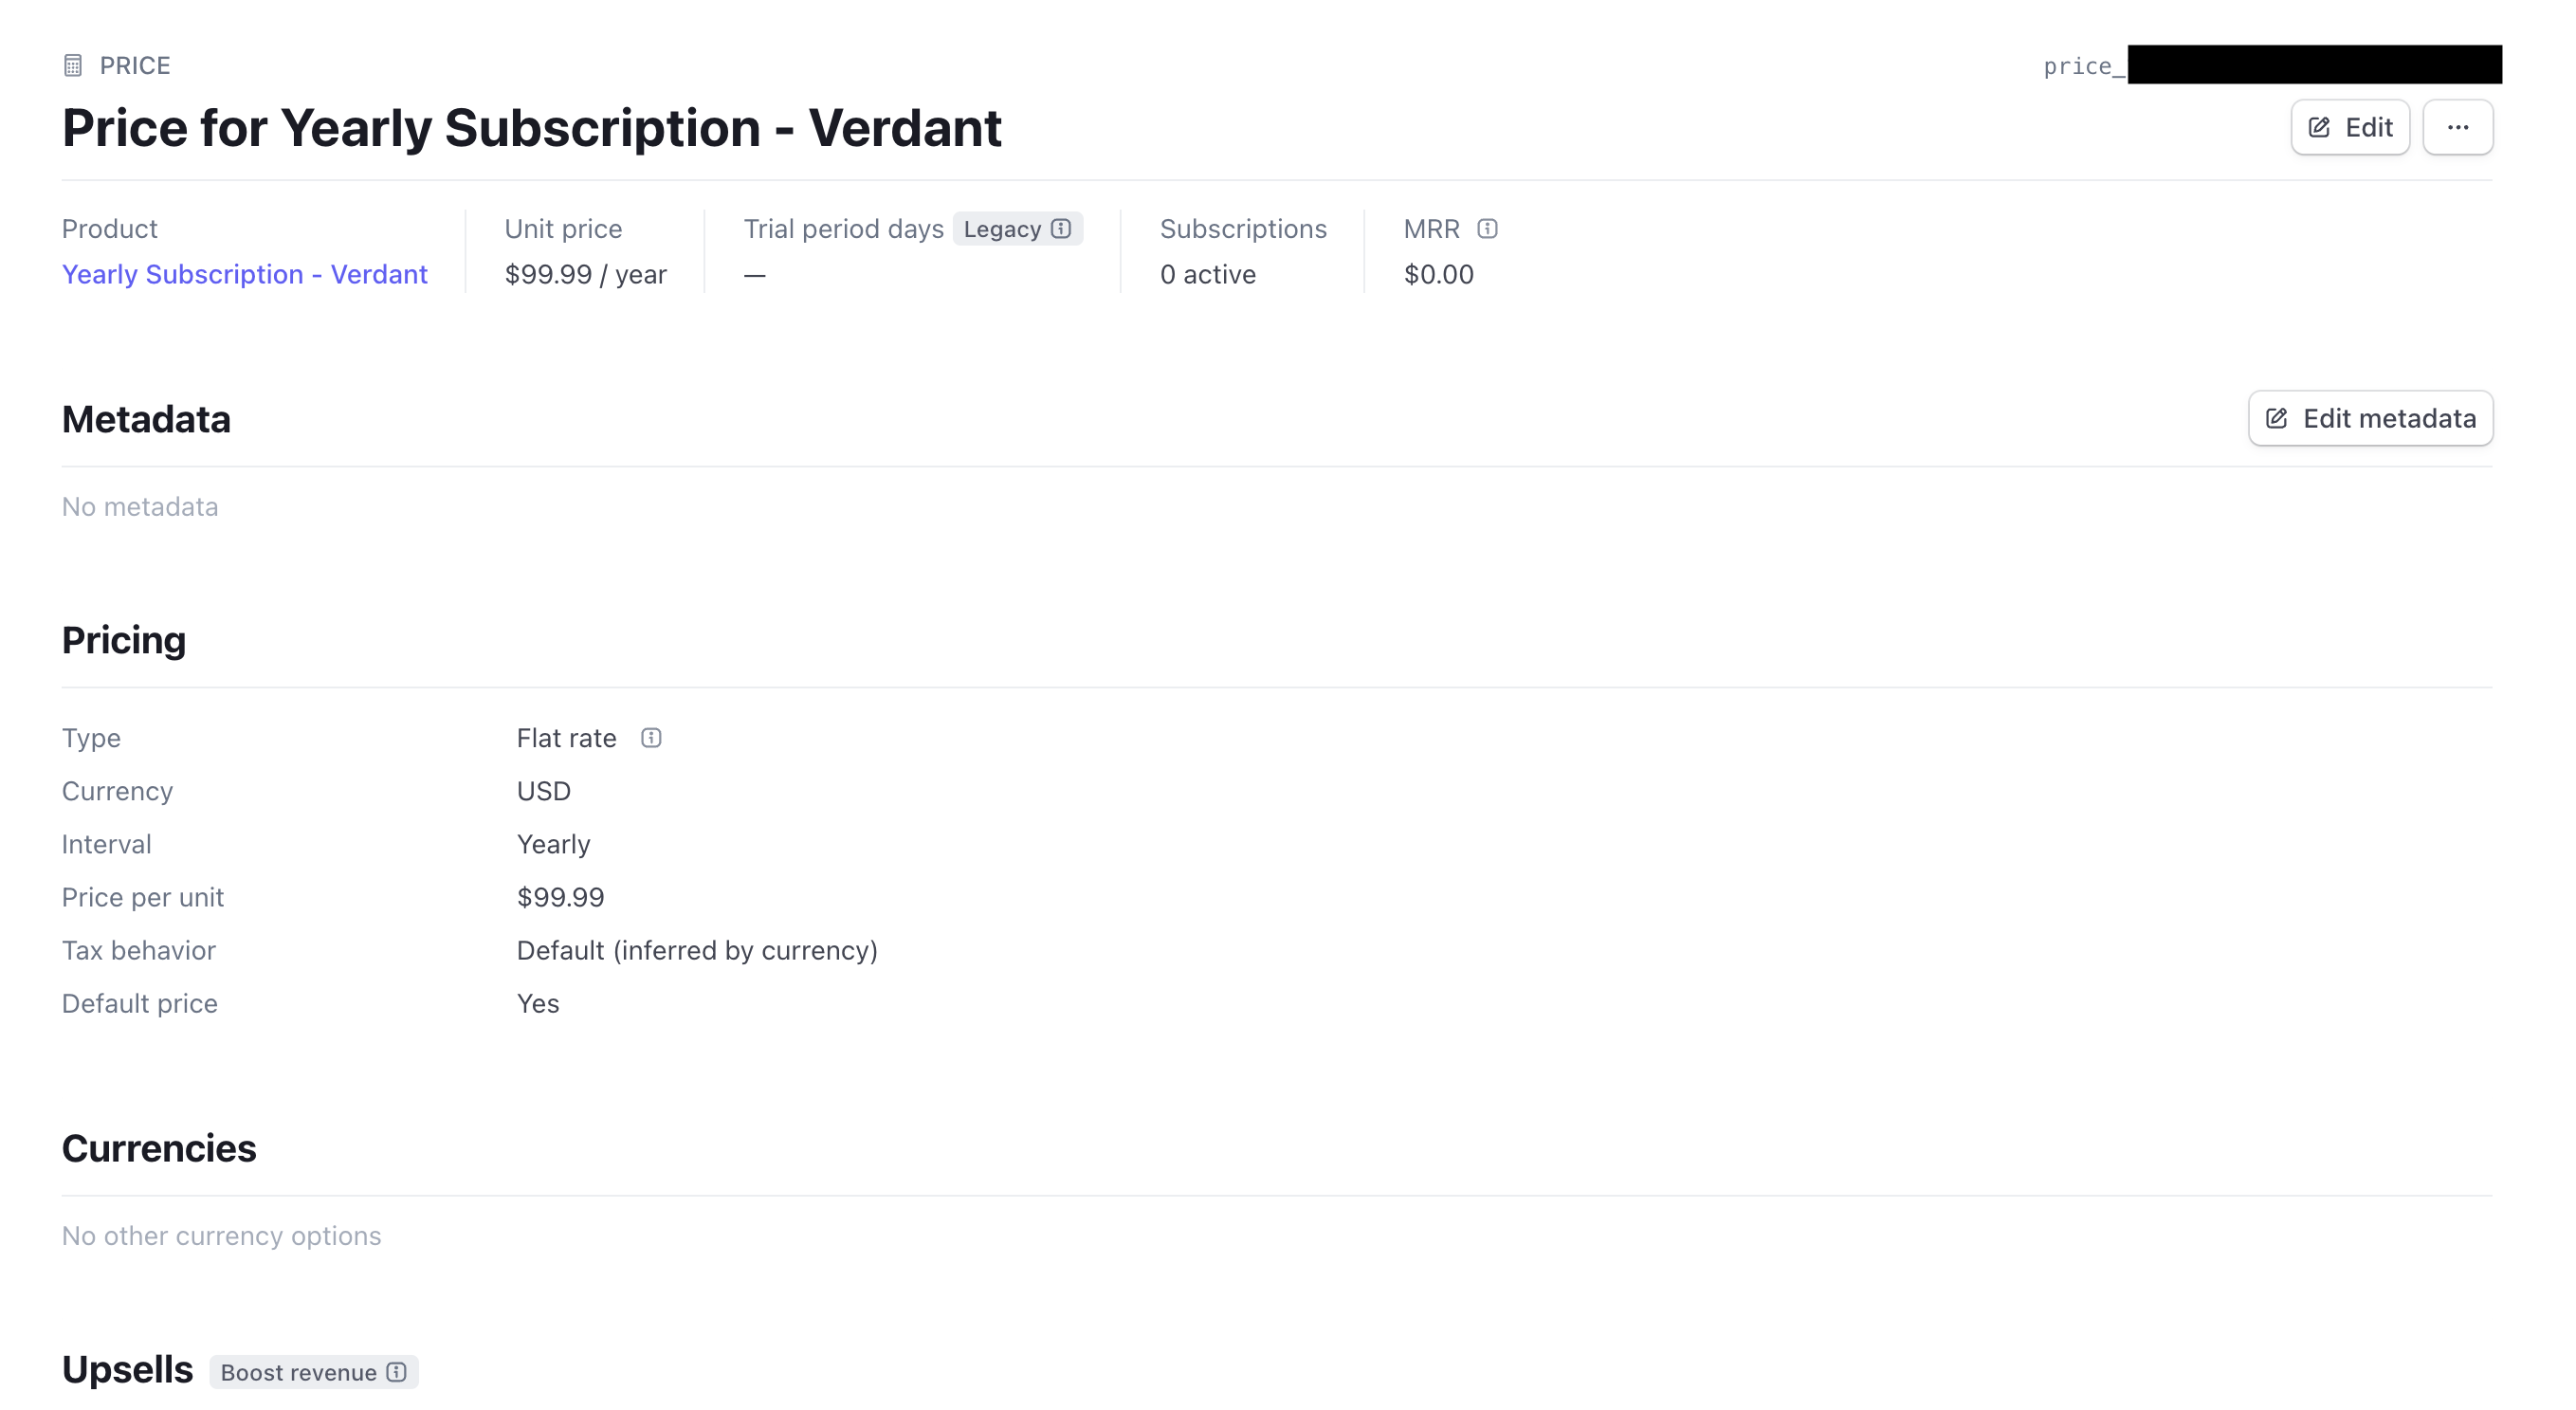 PRICE
price_
Price for Yearly Subscription - Verdant
Edit
Product
Yearly Subscription - Verdant
Unit price
$99.99 / year
Trial period days Legacy
—
Subscriptions
0 active
MRR
$0.00
Metadata
Edit metadata
No metadata
Pricing
Type Flat rate
Currency USD
Interval Yearly
Price per unit $99.99
Tax behavior Default (inferred by currency)
Default price Yes
Currencies
No other currency options
Upsells Boost revenue